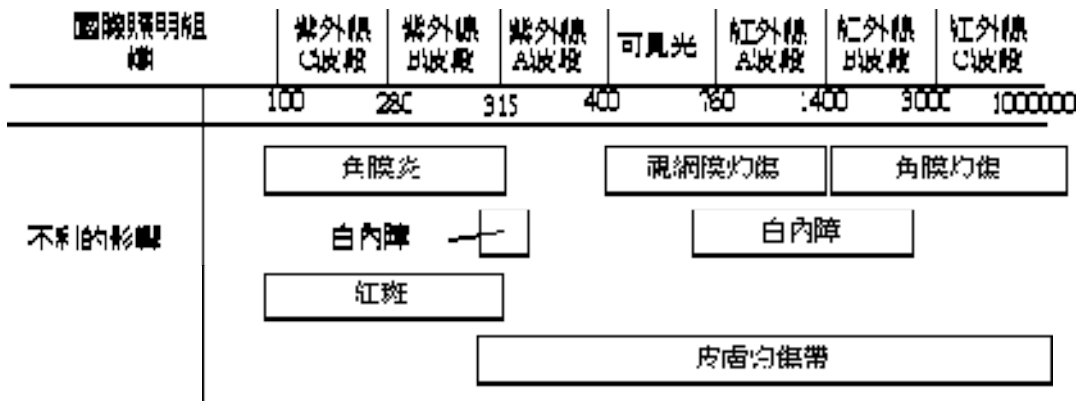 國際照明組織
紫外線C波段 紫外線B波段 紫外線A波段 可見光 紅外線A波段 紅外線B波段 紅外線C波段
100 280 315 400 760 1400 3000 1000000
角膜炎 視網膜灼傷 角膜灼傷
不利的影響 白內障 白內障
紅斑
皮膚灼傷帶